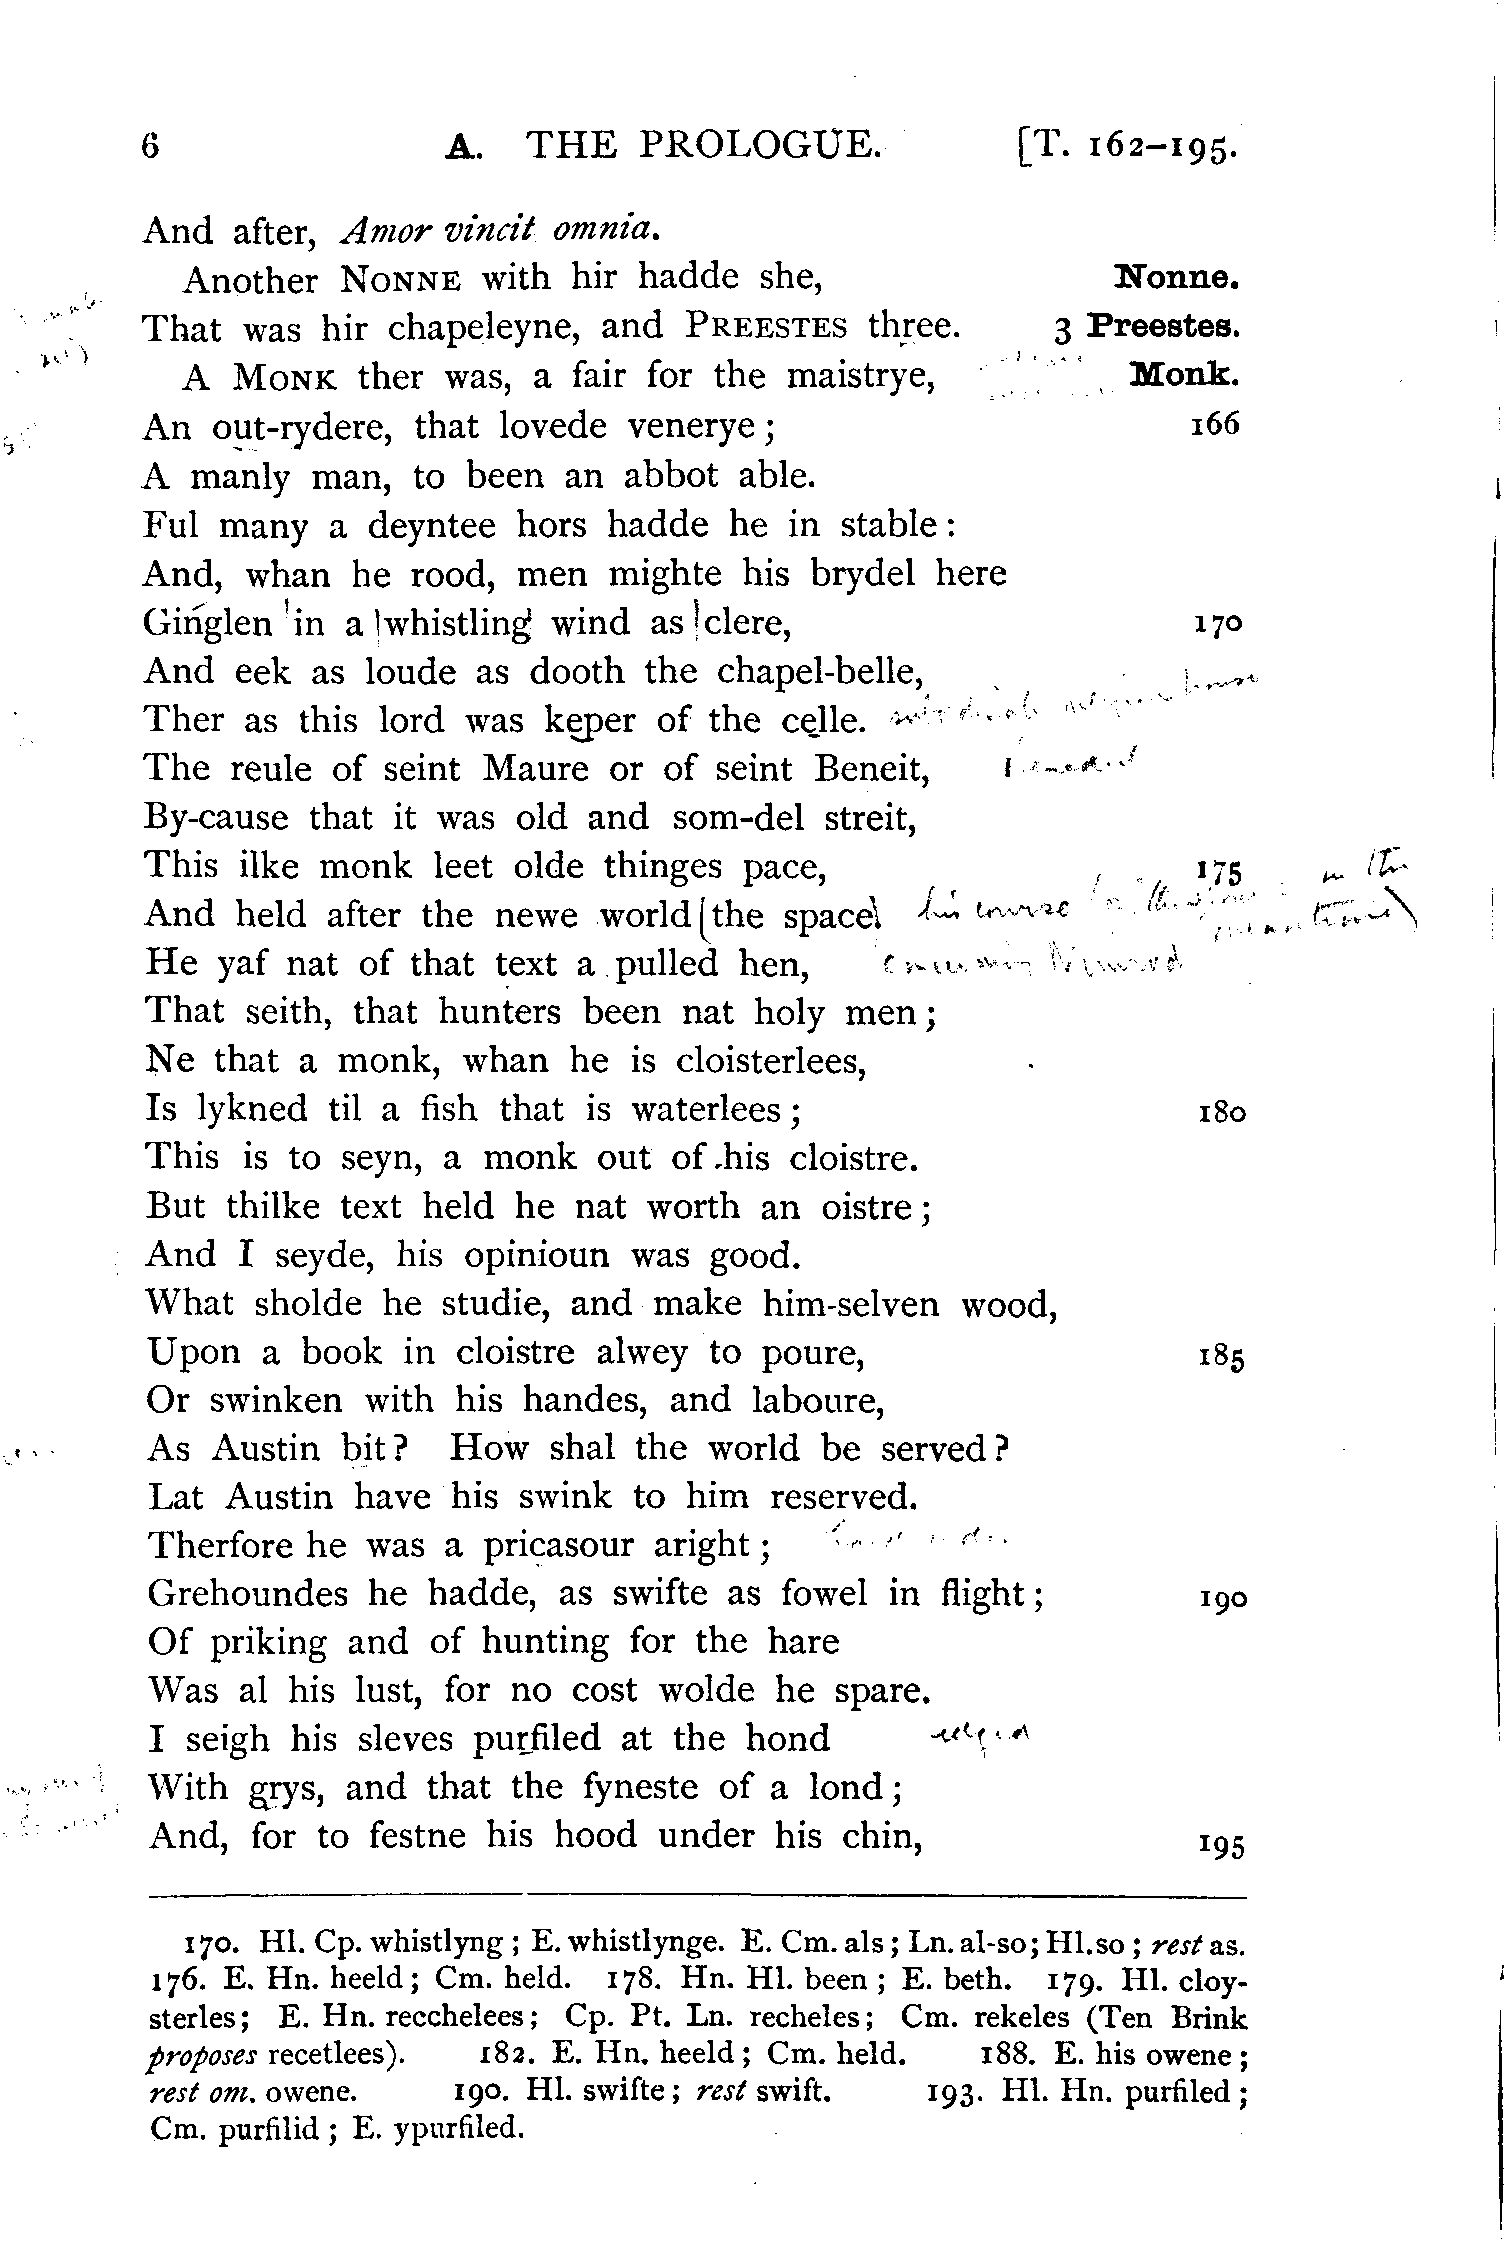 6 A. THE PROLOGUE. [T. 162–195.
And after, Amor vincit omnia.
Another NONNE with hir hadde she, Nonne.
That was hir chapeleyne, and PREESTES three. 3 Preestes.
A MONK ther was, a fair for the maistrye, Monk.
An out-rydere, that lovede venerye; 166
A manly man, to been an abbot able.
Ful many a deyntee hors hadde he in stable:
And, whan he rood, men mighte his brydel here
Ginglen in a whistling wind as clere, 170
And eek as loude as dooth the chapel-belle,
Ther as this lord was keper of the celle. house
The reule of seint Maure or of seint Beneit,
By-cause that it was old and som-del streit,
This ilke monk leet olde thinges pace, 175 in the
And held after the newe world (the space) his course
He yaf nat of that text a pulled hen,
That seith, that hunters been nat holy men;
Ne that a monk, whan he is cloisterlees,
Is lykned til a fish that is waterlees; 180
This is to seyn, a monk out of his cloistre.
But thilke text held he nat worth an oistre;
And I seyde, his opinioun was good.
What sholde he studie, and make him-selven wood,
Upon a book in cloistre alwey to poure, 185
Or swinken with his handes, and laboure,
As Austin bit? How shal the world be served?
Lat Austin have his swink to him reserved.
Therfore he was a pricasour aright;
Grehoundes he hadde, as swifte as fowel in flight; 190
Of priking and of hunting for the hare
Was al his lust, for no cost wolde he spare.
I seigh his sleves purfiled at the hond
With grys, and that the fyneste of a lond;
And, for to festne his hood under his chin, 195
170. Hl. Cp. whistlyng; E. whistlynge. E. Cm. als; Ln. al-so; Hl. so; rest as.
176. E. Hn. heeld; Cm. held. 178. Hn. Hl. been; E. beth. 179. Hl. cloy-
sterles; E. Hn. recchelees; Cp. Pt. Ln. recheles; Cm. rekeles (Ten Brink
proposes recetlees). 182. E. Hn. heeld; Cm. held. 188. E. his owene;
rest om. owene. 190. Hl. swifte; rest swift. 193. Hl. Hn. purfiled;
Cm. purfilid; E. ypurfiled.